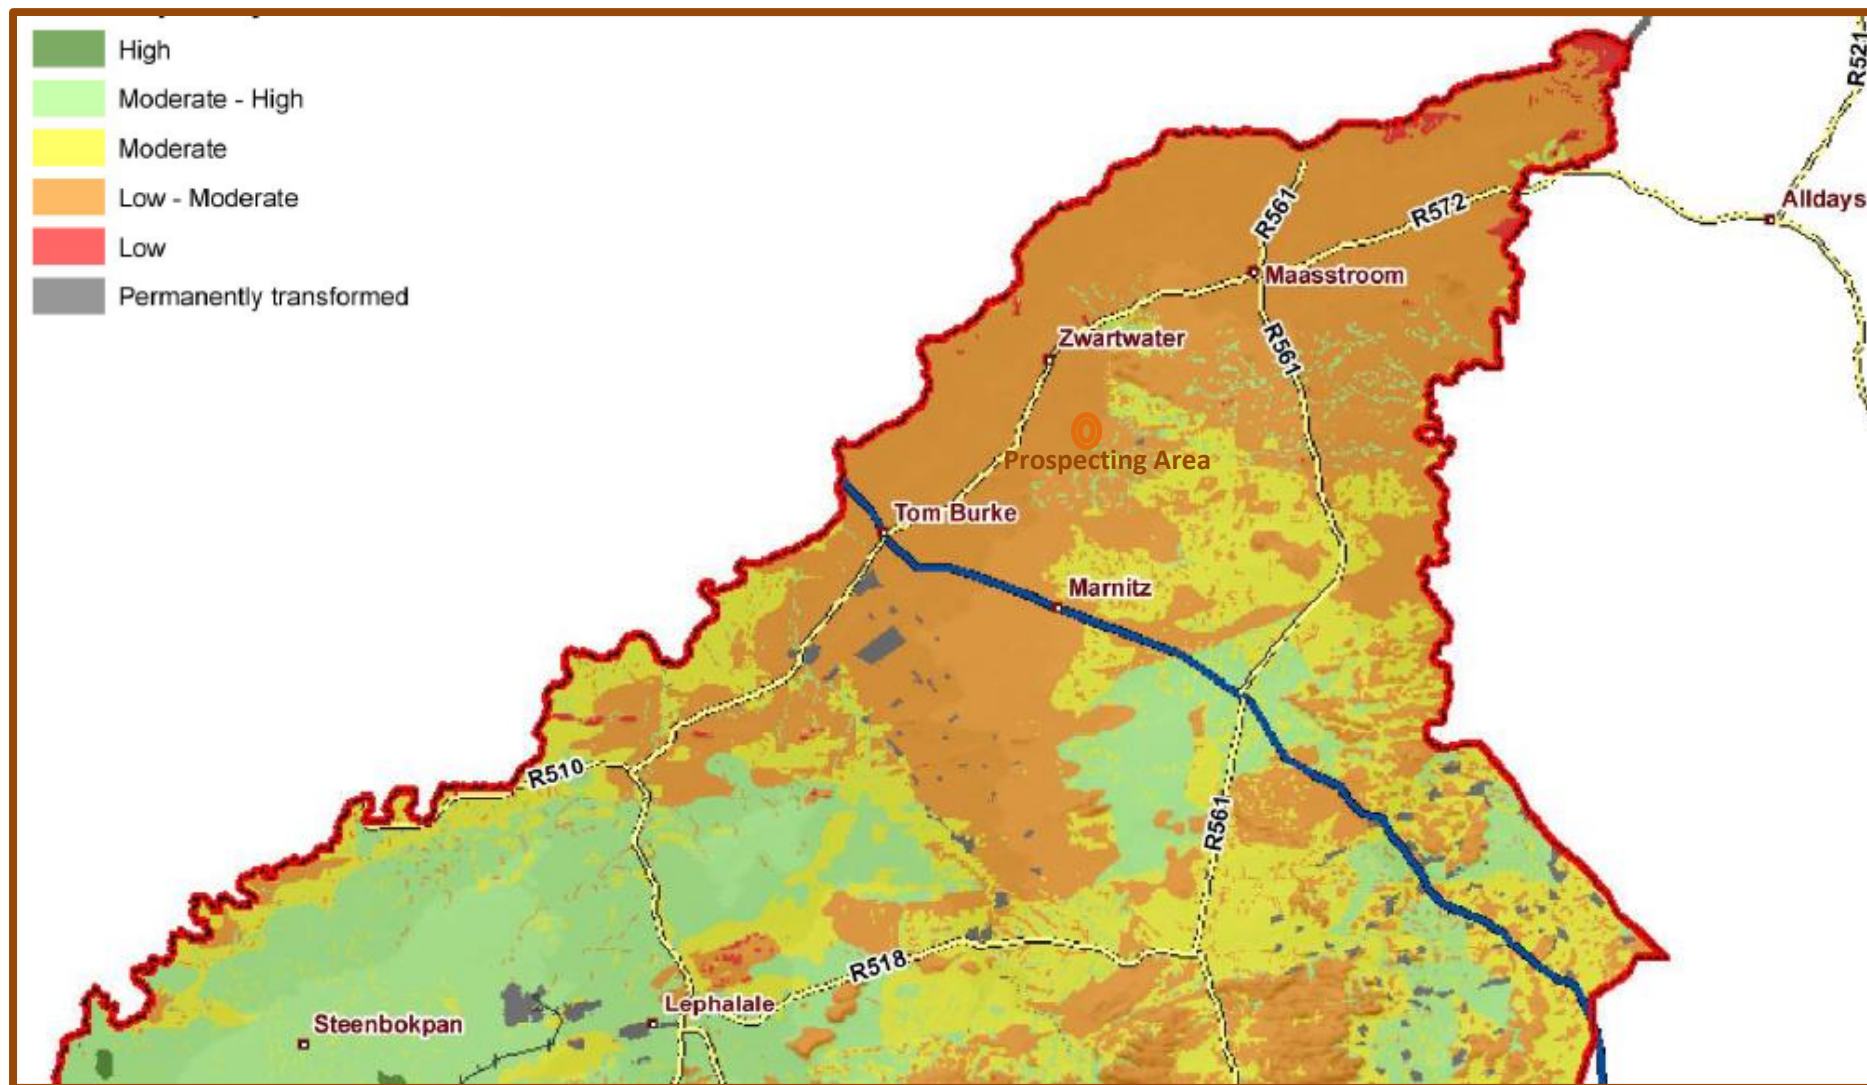 High
Moderate - High
Moderate
Low - Moderate
Low
Permanently transformed
R521
Alldays
R561
R572
Maasstroom
Zwartwater
R561
Prospecting Area
Tom Burke
Marnitz
R510
R561
R518
Lephalale
Steenbokpan